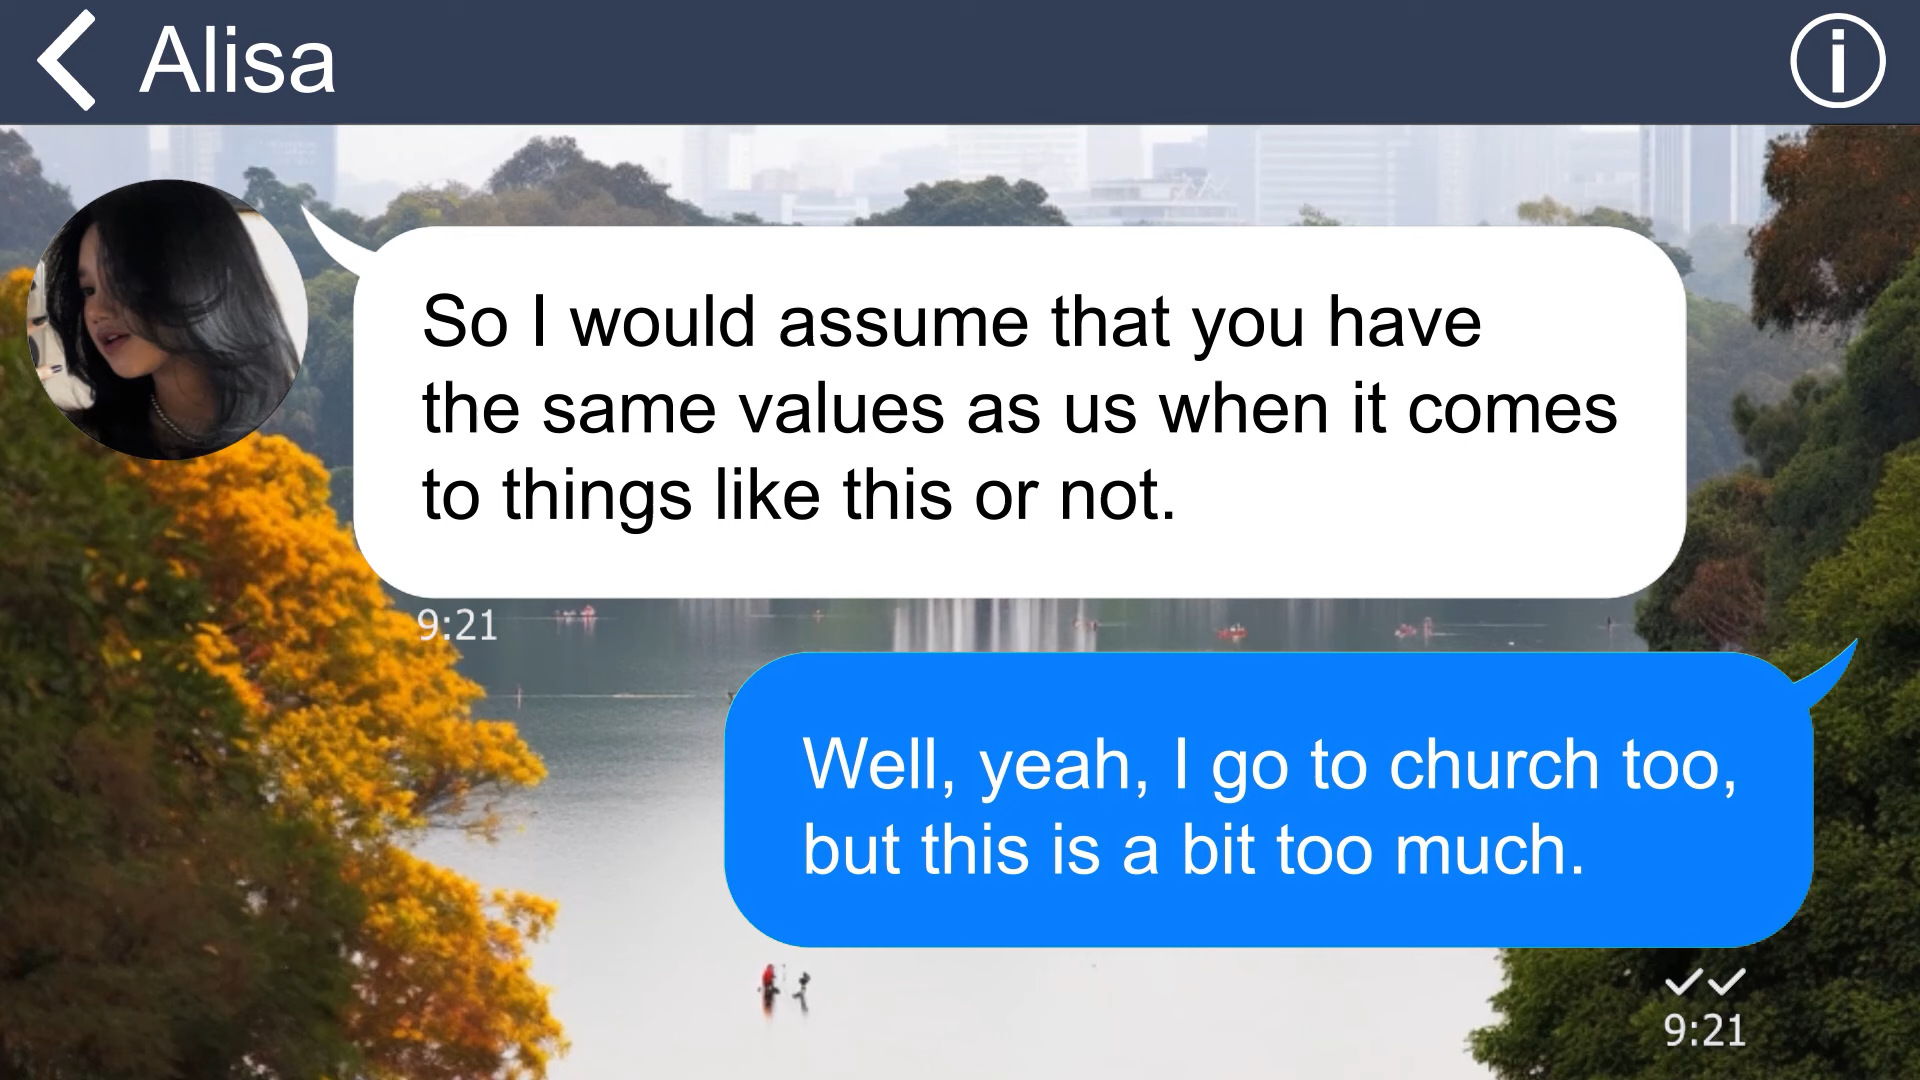 Alisa
So I would assume that you have
the same values as us when it comes
to things like this or not.
9:21
Well, yeah, I go to church too,
but this is a bit too much.
9:21